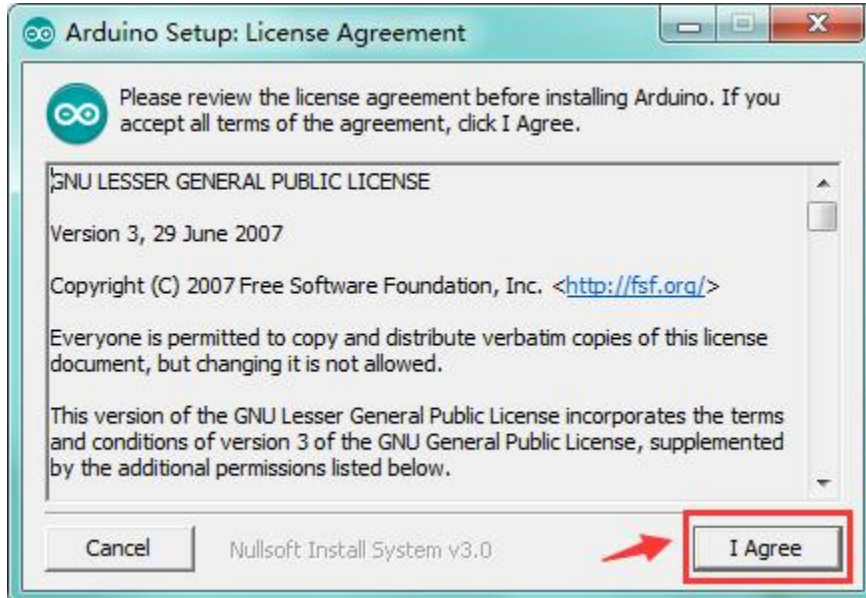 Arduino Setup: License Agreement
Please review the license agreement before installing Arduino. If you
accept all terms of the agreement, click I Agree.
GNU LESSER GENERAL PUBLIC LICENSE
Version 3, 29 June 2007
Copyright (C) 2007 Free Software Foundation, Inc. <http://fsf.org/>
Everyone is permitted to copy and distribute verbatim copies of this license
document, but changing it is not allowed.
This version of the GNU Lesser General Public License incorporates the terms
and conditions of version 3 of the GNU General Public License, supplemented
by the additional permissions listed below.
Cancel
Nullsoft Install System v3.0
I Agree